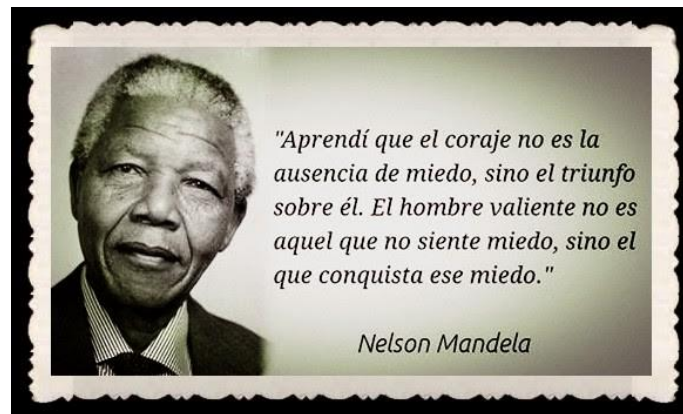 "Aprendí que el coraje no es la
ausencia de miedo, sino el triunfo
sobre él. El hombre valiente no es
aquel que no siente miedo, sino el
que conquista ese miedo."
Nelson Mandela